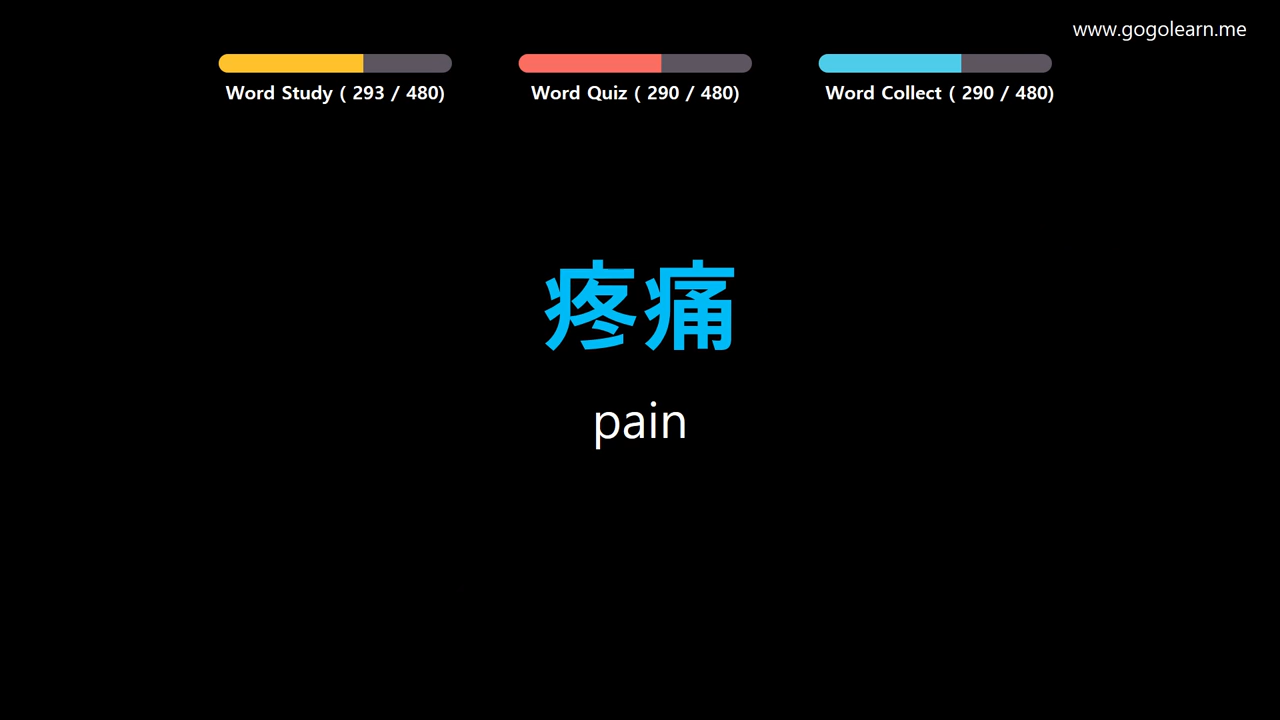 www.gogolearn.me
Word Study ( 293 / 480)
Word Quiz ( 290 / 480)
Word Collect ( 290 / 480)
疼痛
pain